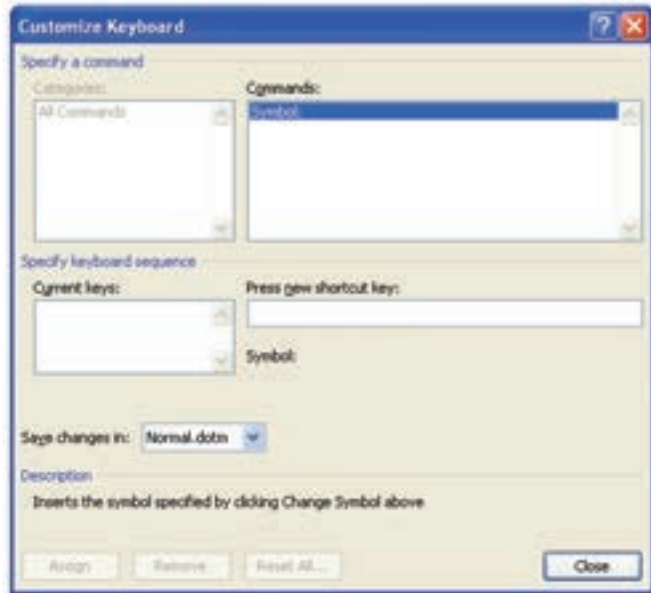 Customize Keyboard
Specify a command
Categories:
Commands:
All Commands
Symbol:
Specify keyboard sequence
Current keys:
Press new shortcut key:
Symbol:
Save changes in: Normal.dotm
Description
Inserts the symbol specified by clicking Change Symbol above
Assign Remove Reset All... Close